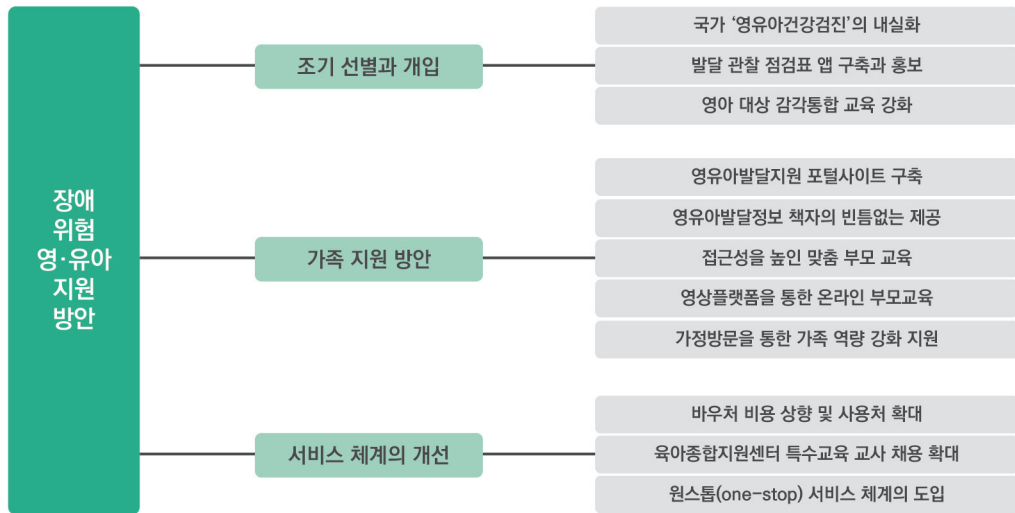 장애
위험
영·유아
지원
방안
조기 선별과 개입
국가 ‘영유아건강검진’의 내실화
발달 관찰 점검표 앱 구축과 홍보
영아 대상 감각통합 교육 강화
가족 지원 방안
영유아발달지원 포털사이트 구축
영유아발달정보 책자의 빈틈없는 제공
접근성을 높인 맞춤 부모 교육
영상플랫폼을 통한 온라인 부모교육
가정방문을 통한 가족 역량 강화 지원
서비스 체계의 개선
바우처 비용 상향 및 사용처 확대
육아종합지원센터 특수교육 교사 채용 확대
원스톱(one-stop) 서비스 체계의 도입